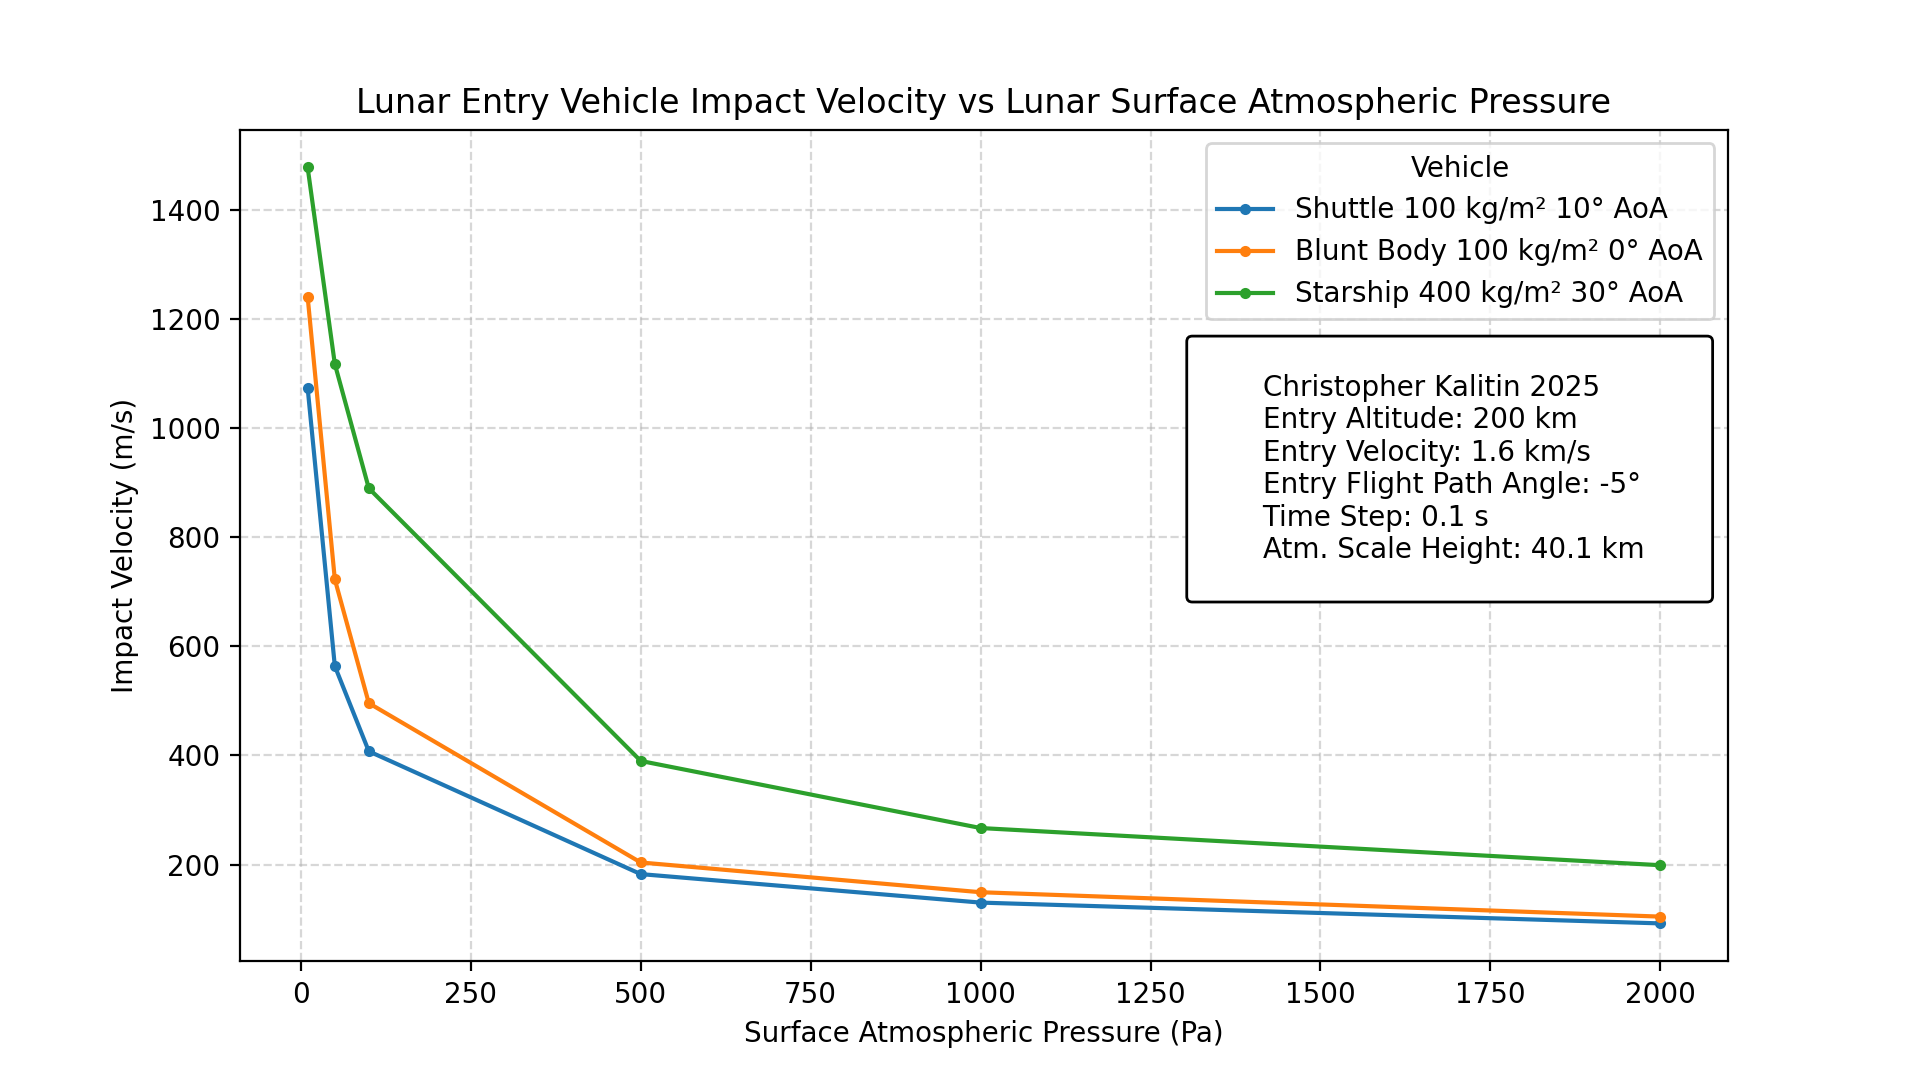 Lunar Entry Vehicle Impact Velocity vs Lunar Surface Atmospheric Pressure
Vehicle
Shuttle 100 kg/m² 10° AoA
Blunt Body 100 kg/m² 0° AoA
Starship 400 kg/m² 30° AoA
Christopher Kalitin 2025
Entry Altitude: 200 km
Entry Velocity: 1.6 km/s
Entry Flight Path Angle: -5°
Time Step: 0.1 s
Atm. Scale Height: 40.1 km
Impact Velocity (m/s)
1400
1200
1000
800
600
400
200
0 250 500 750 1000 1250 1500 1750 2000
Surface Atmospheric Pressure (Pa)